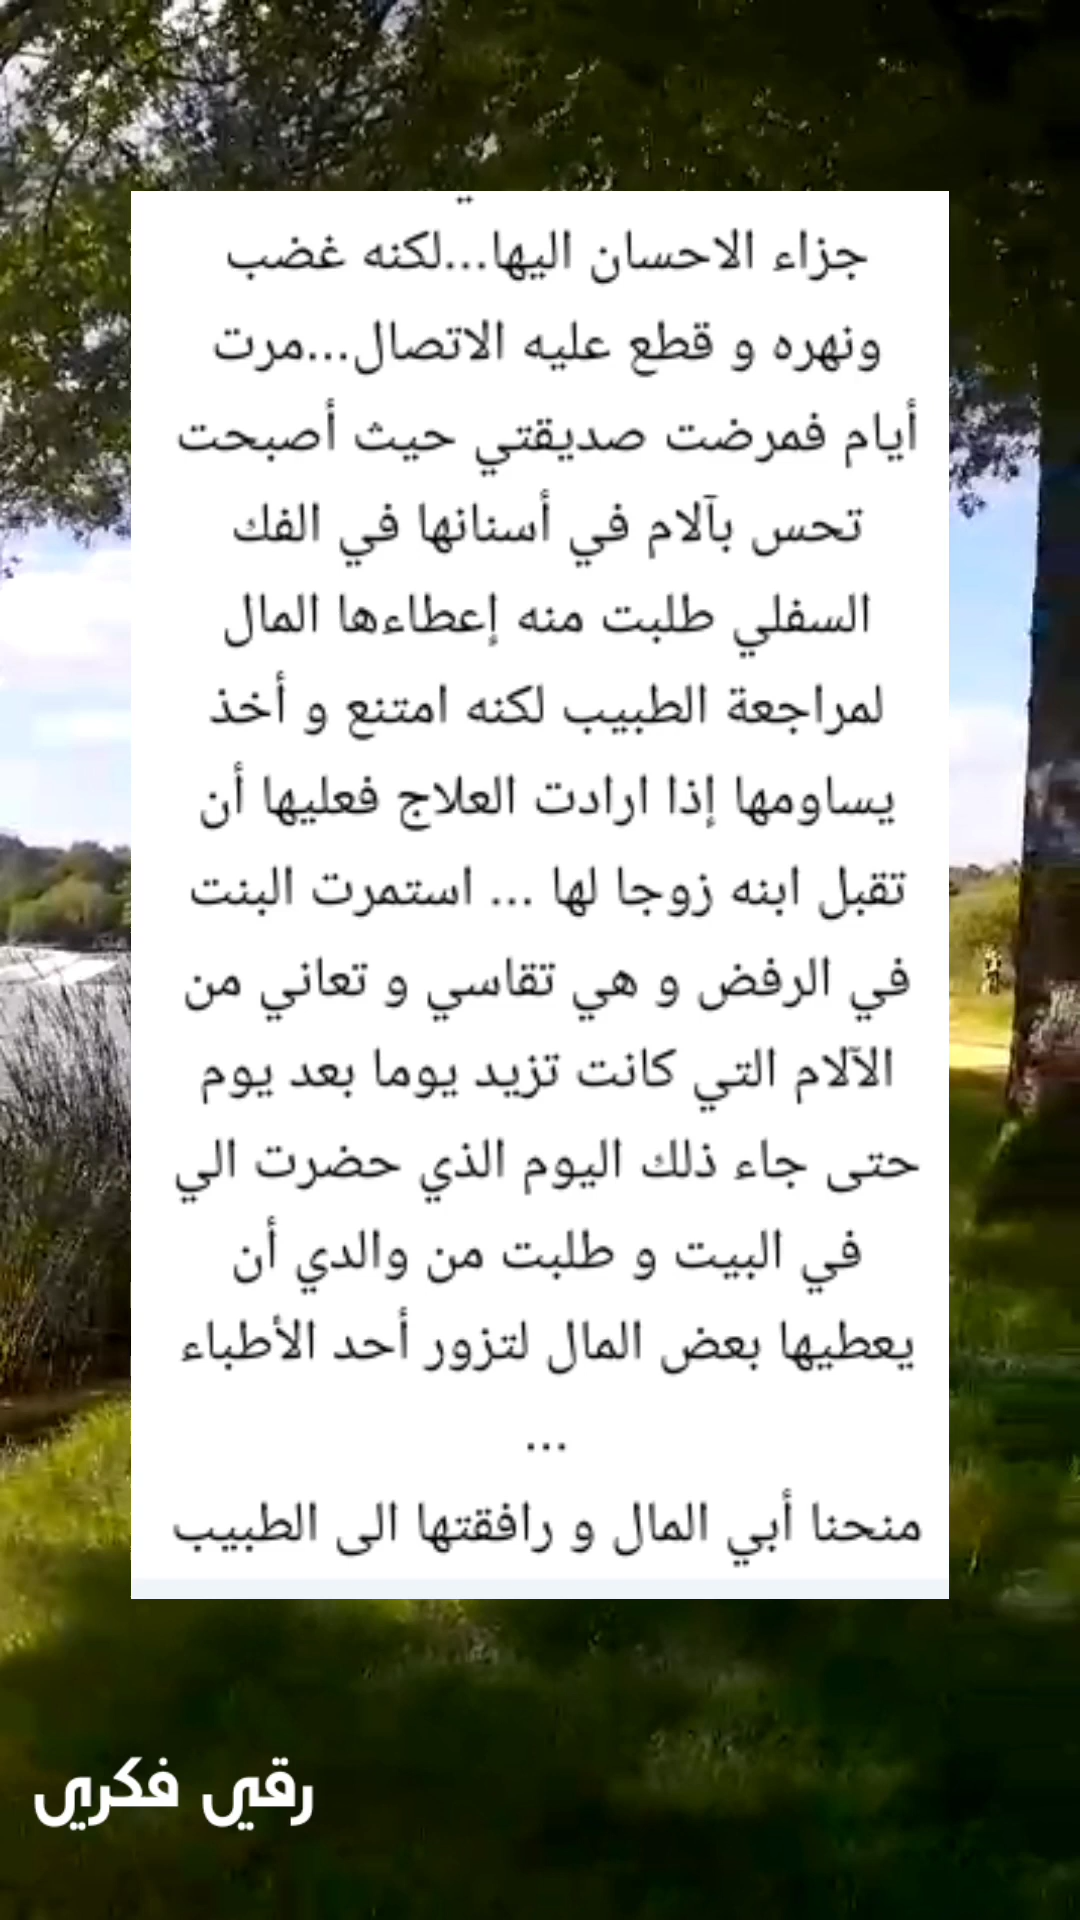 جزاء الاحسان اليها...لكنه غضب
ونهره و قطع عليه الاتصال...مرت
أيام فمرضت صديقتي حيث أصبحت
تحس بآلام في أسنانها في الفك
السفلي طلبت منه إعطاءها المال
لمراجعة الطبيب لكنه امتنع و أخذ
يساومها إذا ارادت العلاج فعليها أن
تقبل ابنه زوجا لها ... استمرت البنت
في الرفض و هي تقاسي و تعاني من
الآلام التي كانت تزيد يوما بعد يوم
حتى جاء ذلك اليوم الذي حضرت الي
في البيت و طلبت من والدي أن
يعطيها بعض المال لتزور أحد الأطباء
...
منحنا أبي المال و رافقتها الى الطبيب
رقي فكري